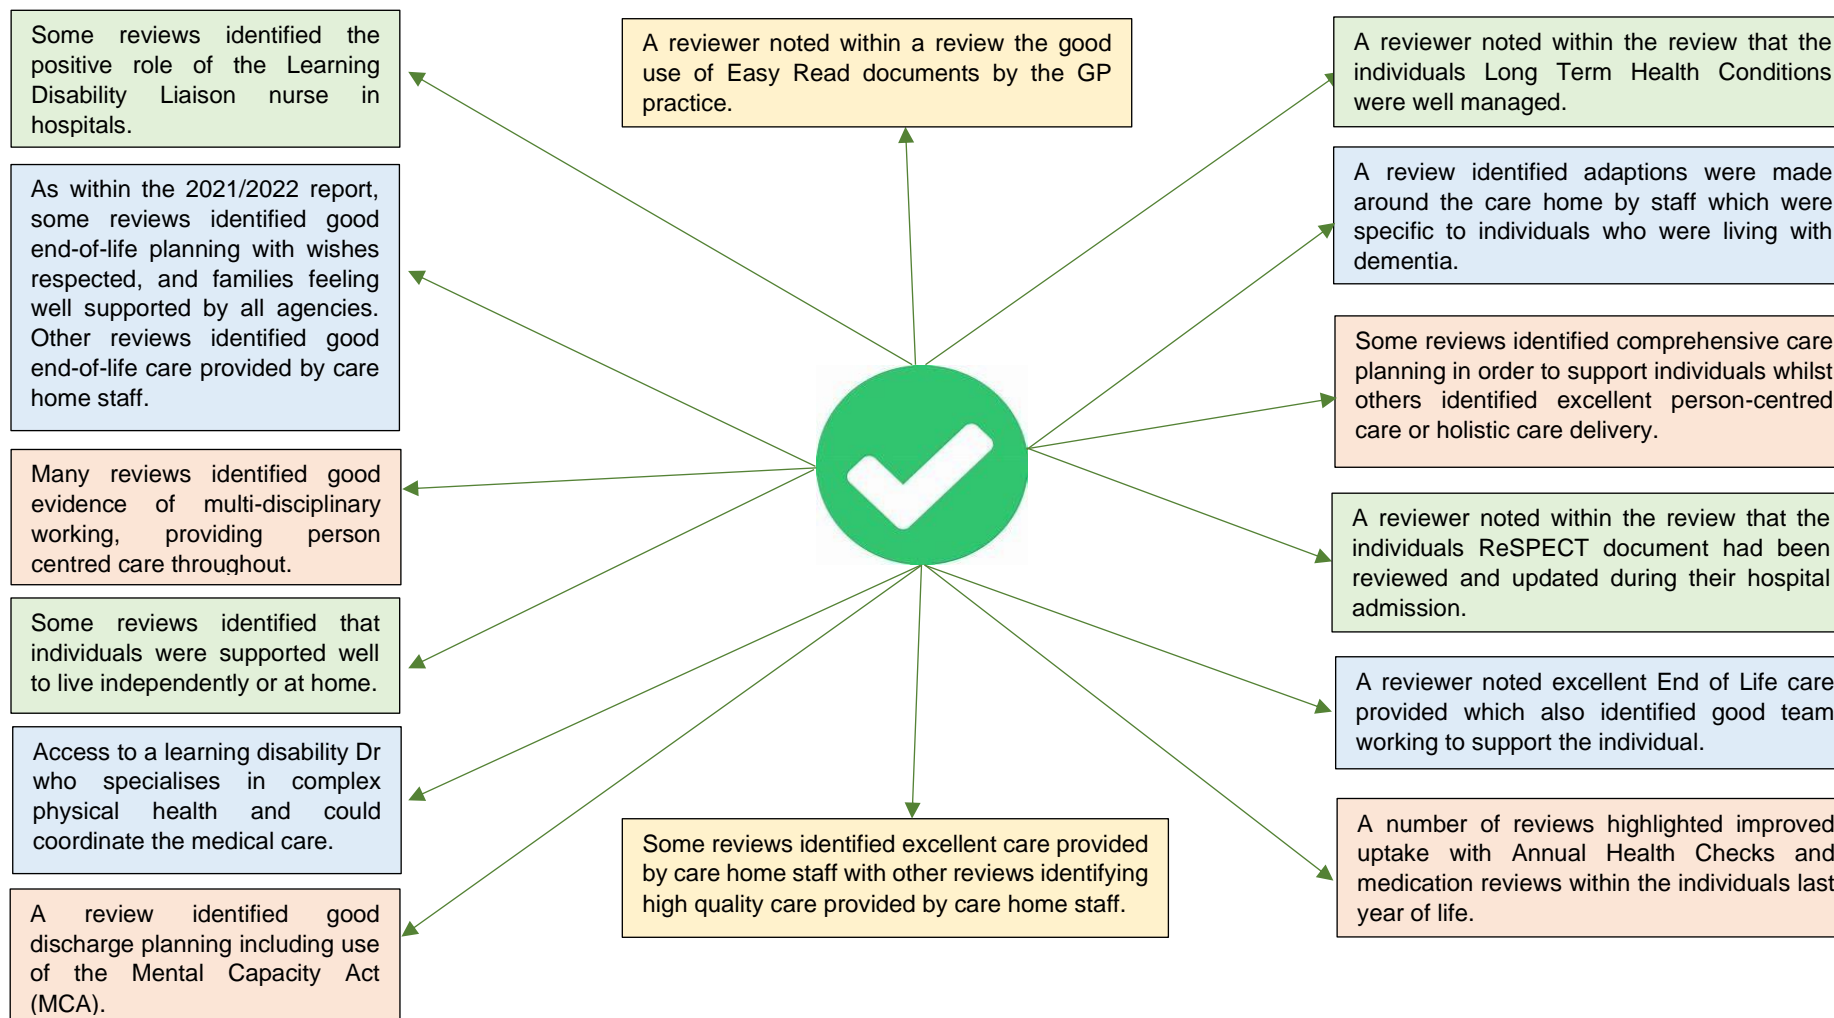 Some reviews identified the
positive role of the Learning
Disability Liaison nurse in
hospitals.
As within the 2021/2022 report,
some reviews identified good
end-of-life planning with wishes
respected, and families feeling
well supported by all agencies.
Other reviews identified good
end-of-life care provided by care
home staff.
Many reviews identified good
evidence of multi-disciplinary
working, providing person
centred care throughout.
Some reviews identified that
individuals were supported well
to live independently or at home.
Access to a learning disability Dr
who specialises in complex
physical health and could
coordinate the medical care.
A review identified good
discharge planning including use
of the Mental Capacity Act
(MCA).
A reviewer noted within a review the good
use of Easy Read documents by the GP
practice.
Some reviews identified excellent care provided
by care home staff with other reviews identifying
high quality care provided by care home staff.
A reviewer noted within the review that the
individuals Long Term Health Conditions
were well managed.
A review identified adaptions were made
around the care home by staff which were
specific to individuals who were living with
dementia.
Some reviews identified comprehensive care
planning in order to support individuals whilst
others identified excellent person-centred
care or holistic care delivery.
A reviewer noted within the review that the
individuals ReSPECT document had been
reviewed and updated during their hospital
admission.
A reviewer noted excellent End of Life care
provided which also identified good team
working to support the individual.
A number of reviews highlighted improved
uptake with Annual Health Checks and
medication reviews within the individuals last
year of life.